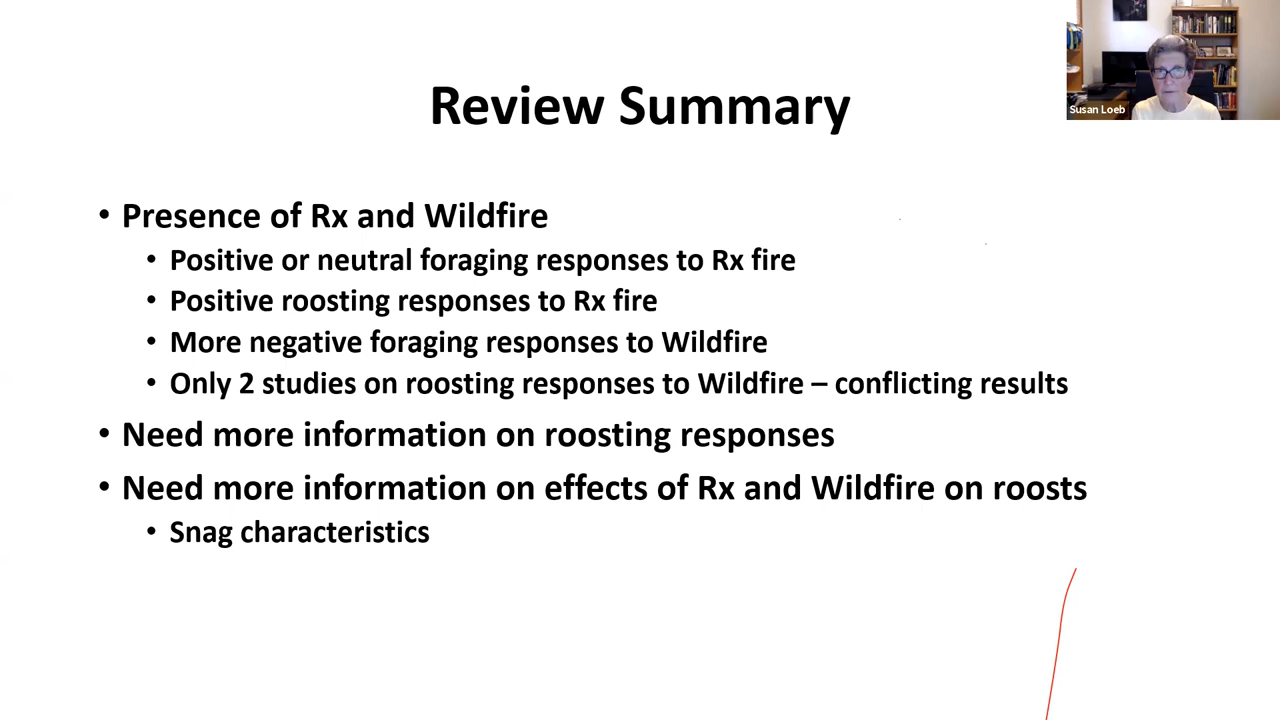 Susan Loeb
Review Summary
• Presence of Rx and Wildfire
• Positive or neutral foraging responses to Rx fire
• Positive roosting responses to Rx fire
• More negative foraging responses to Wildfire
• Only 2 studies on roosting responses to Wildfire – conflicting results
• Need more information on roosting responses
• Need more information on effects of Rx and Wildfire on roosts
• Snag characteristics